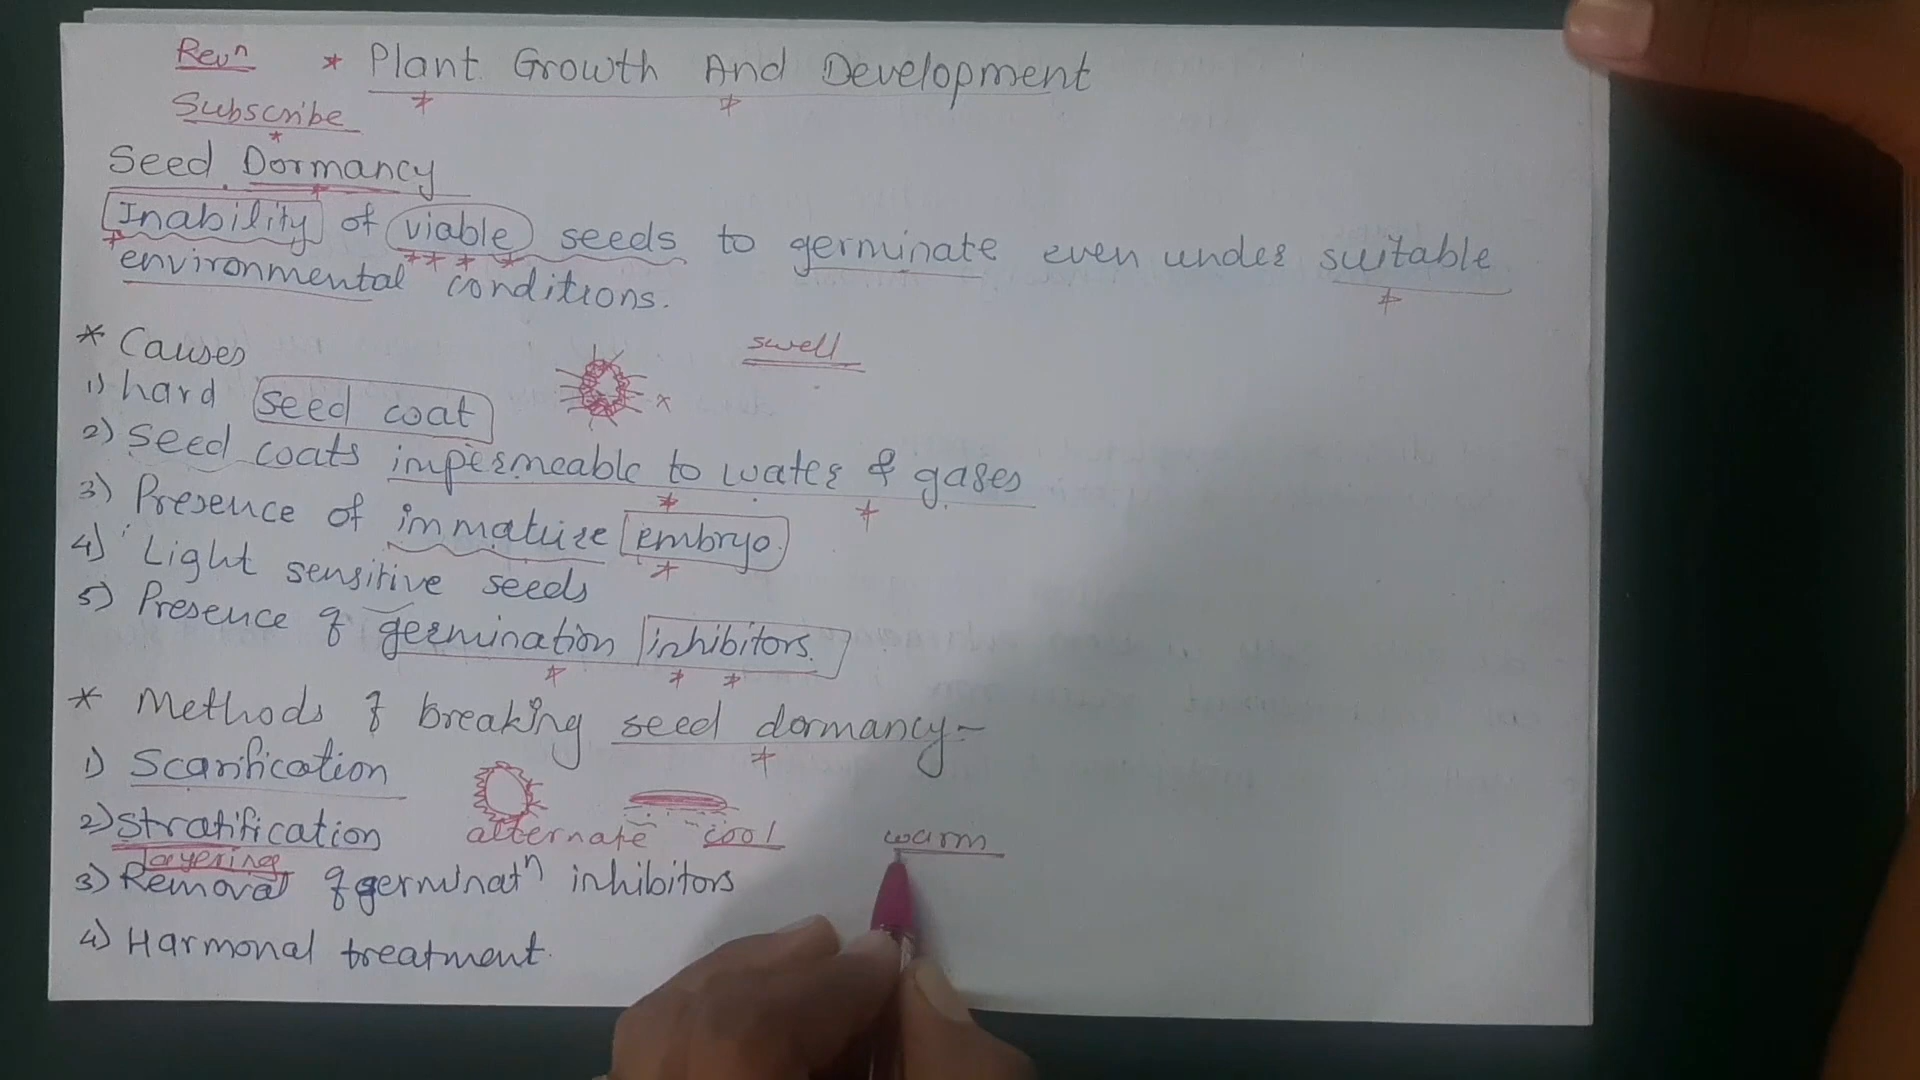 Revn * Plant Growth And Development
Subscribe
Seed Dormancy
Inability of viable seeds to germinate even under suitable
environmental conditions.
* Causes
swell
1) hard seed coat
2) Seed coats impermeable to water & gases
3) Presence of immature embryo
4) Light sensitive seeds
5) Presence of germination inhibitors.
* Methods of breaking seed dormancy-
1) Scarification
2) Stratification alternate cool warm
layering
3) Removal of germinatn inhibitors
4) Harmonal treatment.